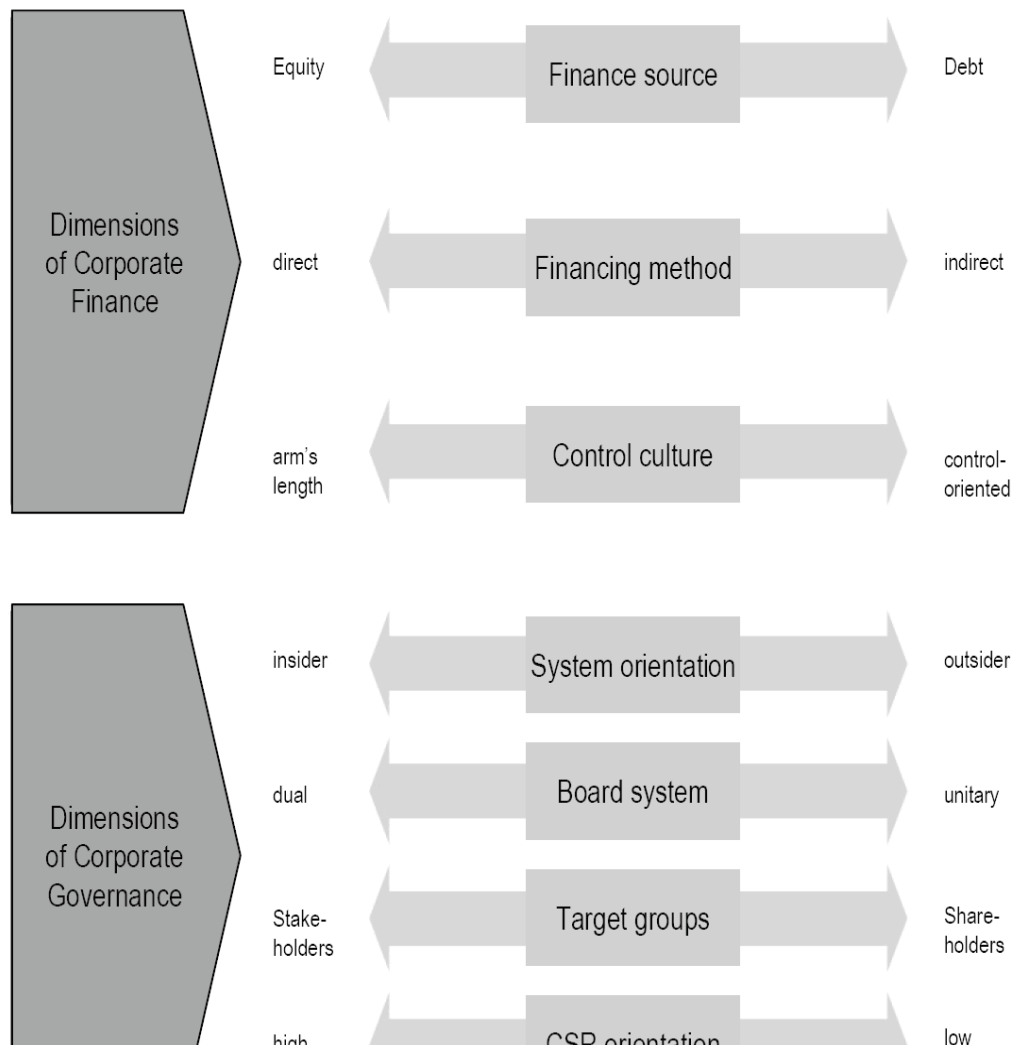 Equity
Finance source
Debt
Dimensions
of Corporate
Finance
direct
Financing method
indirect
arm's
length
Control culture
control-
oriented
insider
System orientation
outsider
dual
Board system
unitary
Dimensions
of Corporate
Governance
Stake-
holders
Target groups
Share-
holders
high
CSR orientation
low